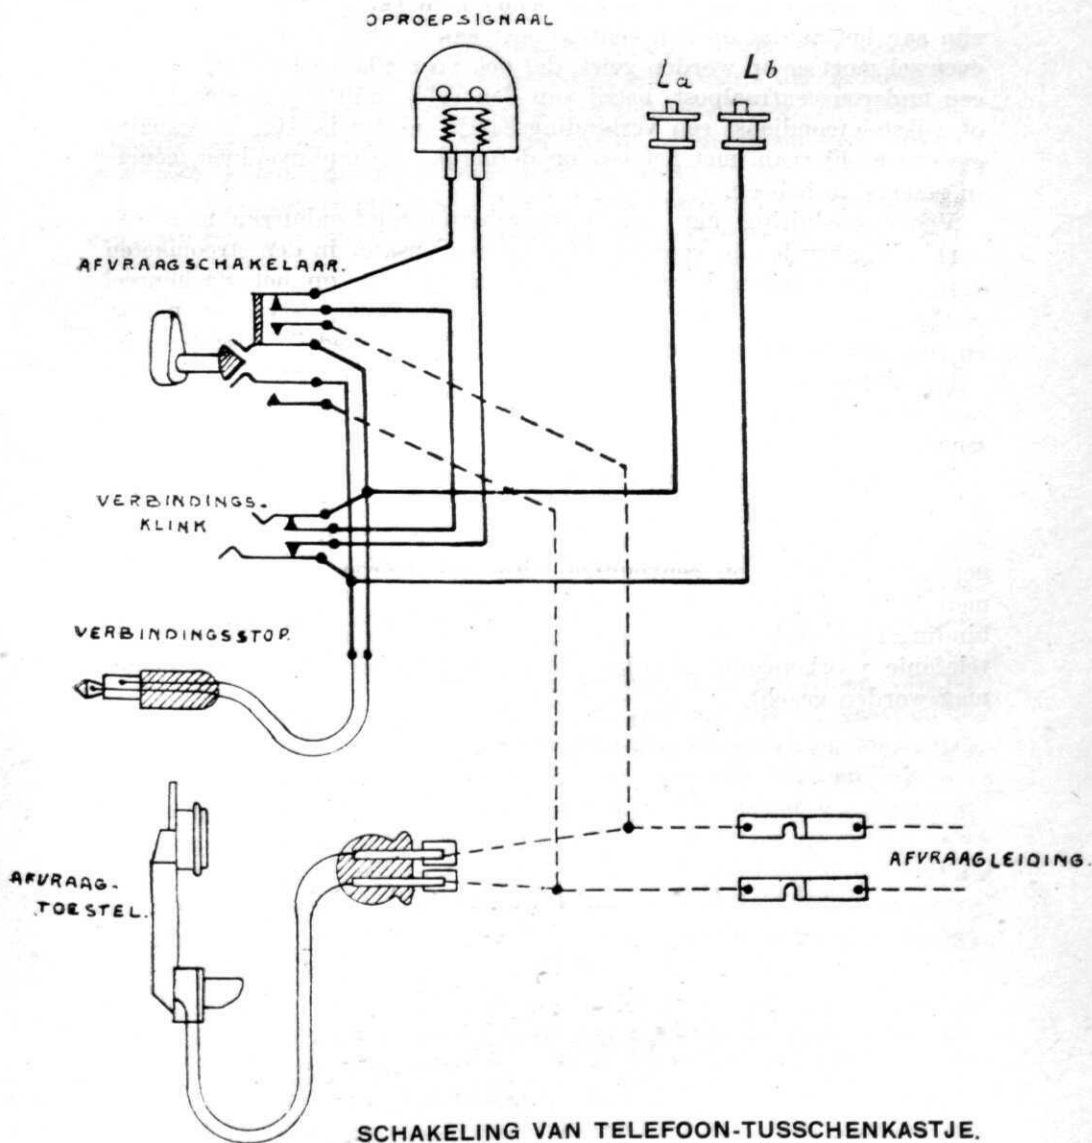 OPROEPSIGNAAL
La
Lb
AFVRAAGSCHAKELAAR.
VERBINDINGS-
KLINK
VERBINDINGSSTOP.
AFVRAAG-
TOESTEL.
AFVRAAGLEIDING.
SCHAKELING VAN TELEFOON-TUSSCHENKASTJE.